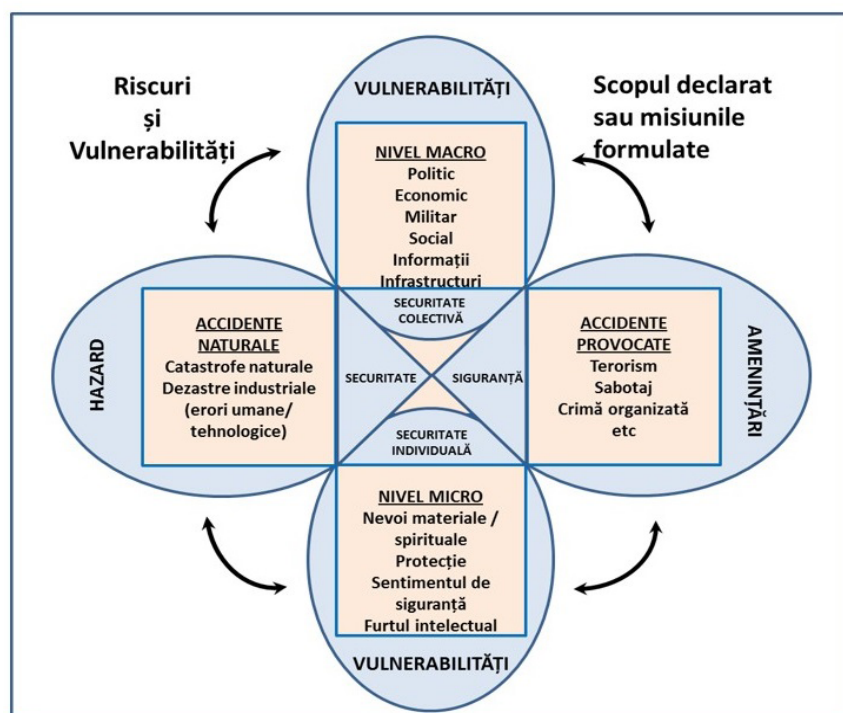 Riscuri
și
Vulnerabilități
Scopul declarat
sau misiunile
formulate
VULNERABILITĂȚI
NIVEL MACRO
Politic
Economic
Militar
Social
Informații
Infrastructuri
SECURITATE
COLECTIVĂ
HAZARD
ACCIDENTE
NATURALE
Catastrofe naturale
Dezastre industriale
(erori umane/
tehnologice)
SECURITATE
SIGURANȚĂ
ACCIDENTE
PROVOCATE
Terorism
Sabotaj
Crimă organizată
etc
AMENINȚĂRI
SECURITATE
INDIVIDUALĂ
NIVEL MICRO
Nevoi materiale /
spirituale
Protecție
Sentimentul de
siguranță
Furtul intelectual
VULNERABILITĂȚI